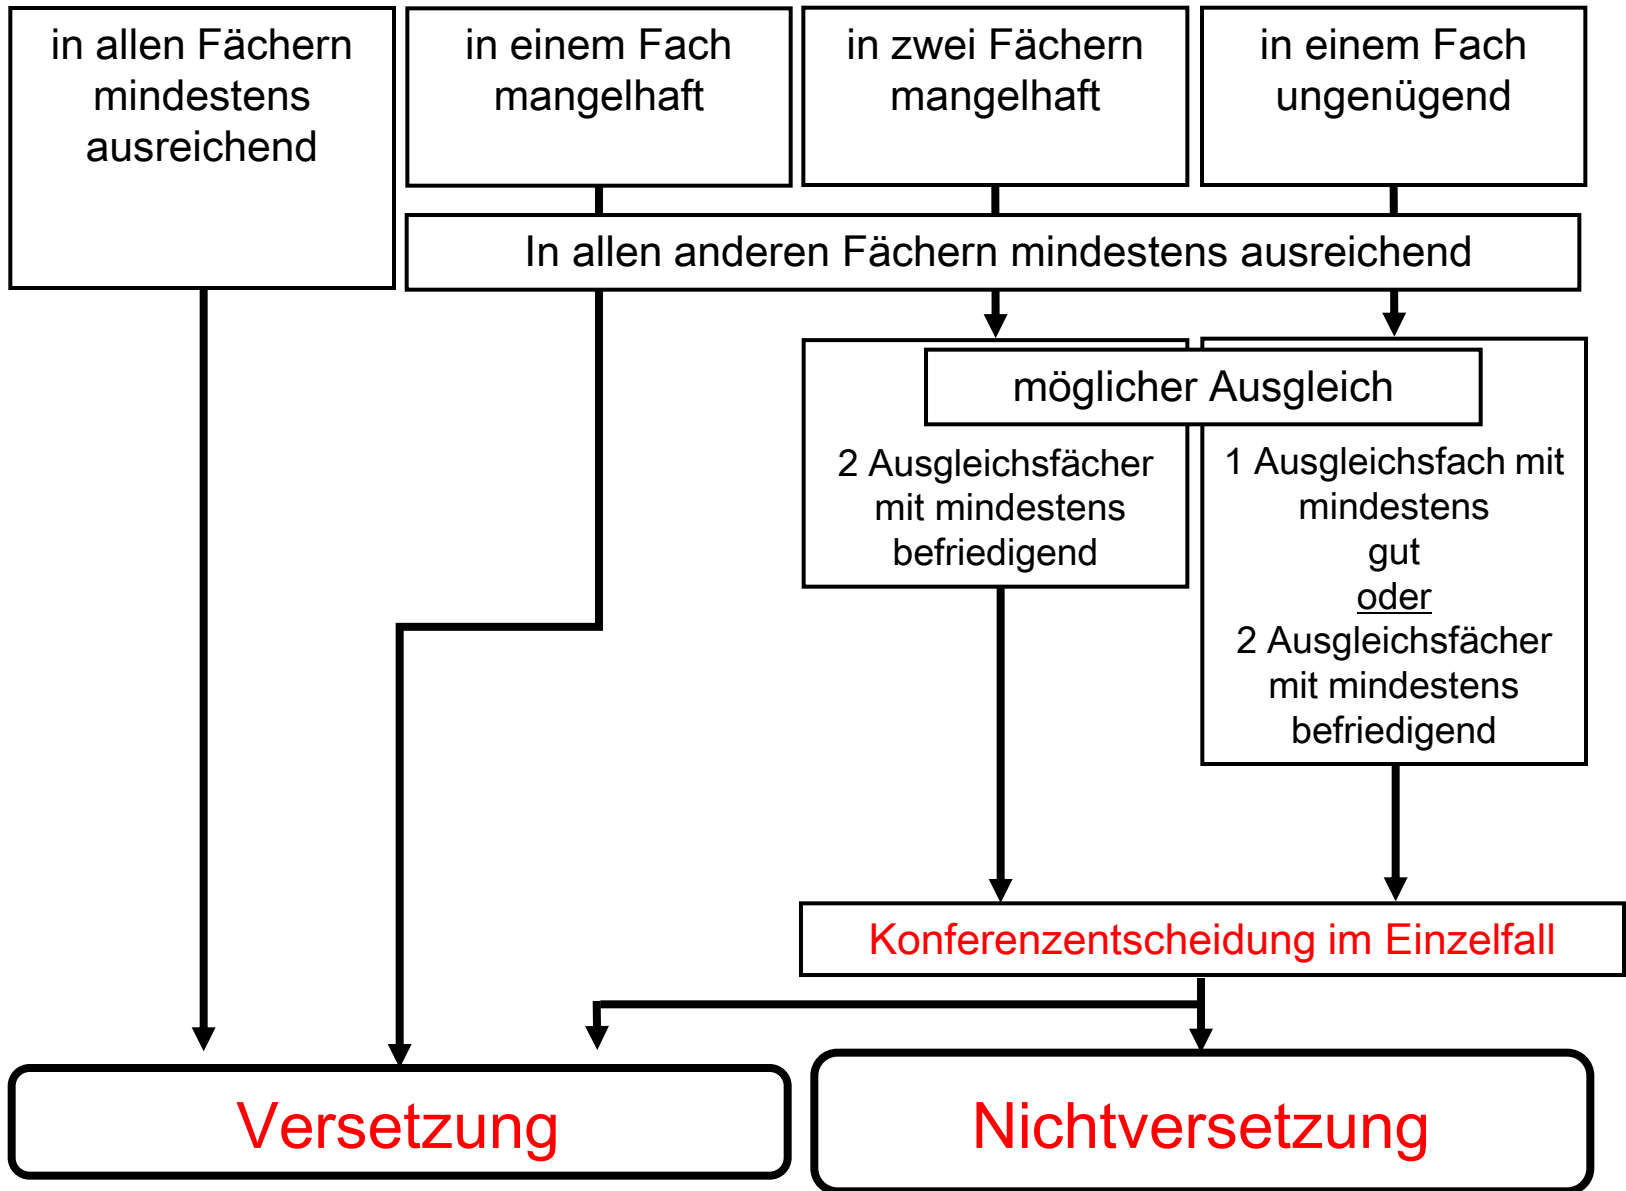 in allen Fächern
mindestens
ausreichend
in einem Fach
mangelhaft
in zwei Fächern
mangelhaft
in einem Fach
ungenügend
In allen anderen Fächern mindestens ausreichend
möglicher Ausgleich
2 Ausgleichsfächer
mit mindestens
befriedigend
1 Ausgleichsfach mit
mindestens
gut
oder
2 Ausgleichsfächer
mit mindestens
befriedigend
Konferenzentscheidung im Einzelfall
Versetzung
Nichtversetzung